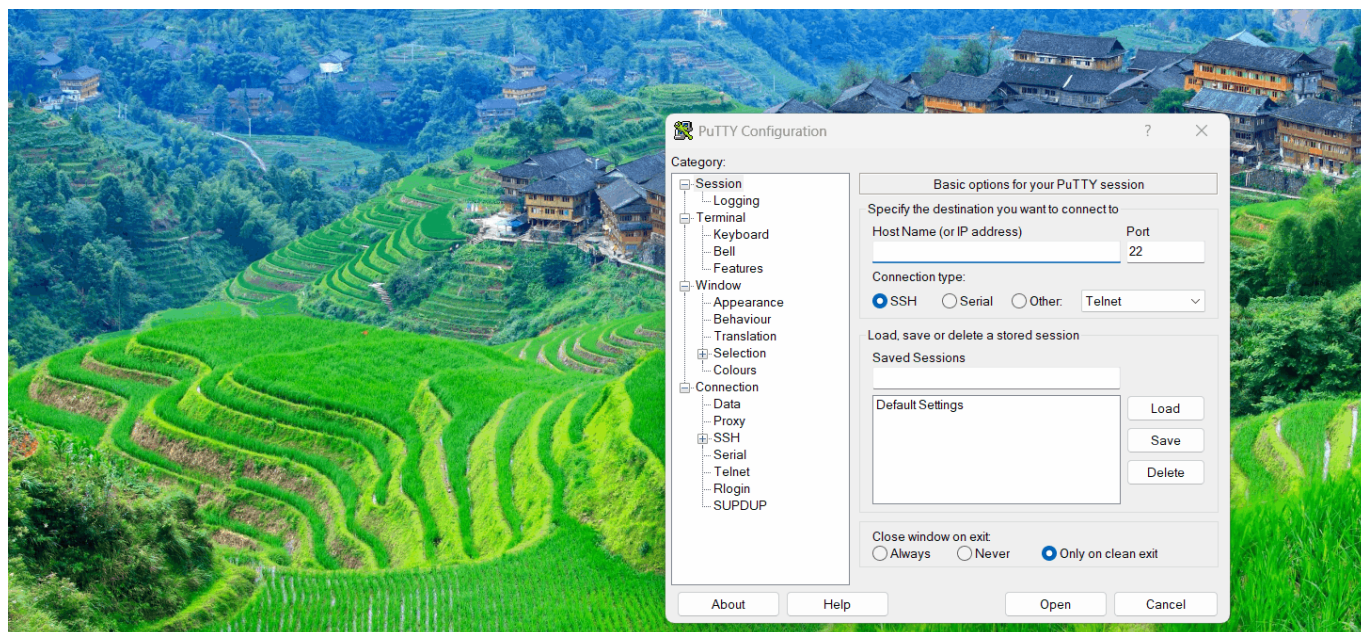 PuTTY Configuration
?
Category:
Session
Logging
Terminal
Keyboard
Bell
Features
Window
Appearance
Behaviour
Translation
Selection
Colours
Connection
Data
Proxy
SSH
Serial
Telnet
Rlogin
SUPDUP
Basic options for your PuTTY session
Specify the destination you want to connect to
Host Name (or IP address) Port
22
Connection type:
SSH Serial Other: Telnet
Load, save or delete a stored session
Saved Sessions
Default Settings
Load
Save
Delete
Close window on exit:
Always Never Only on clean exit
About Help Open Cancel